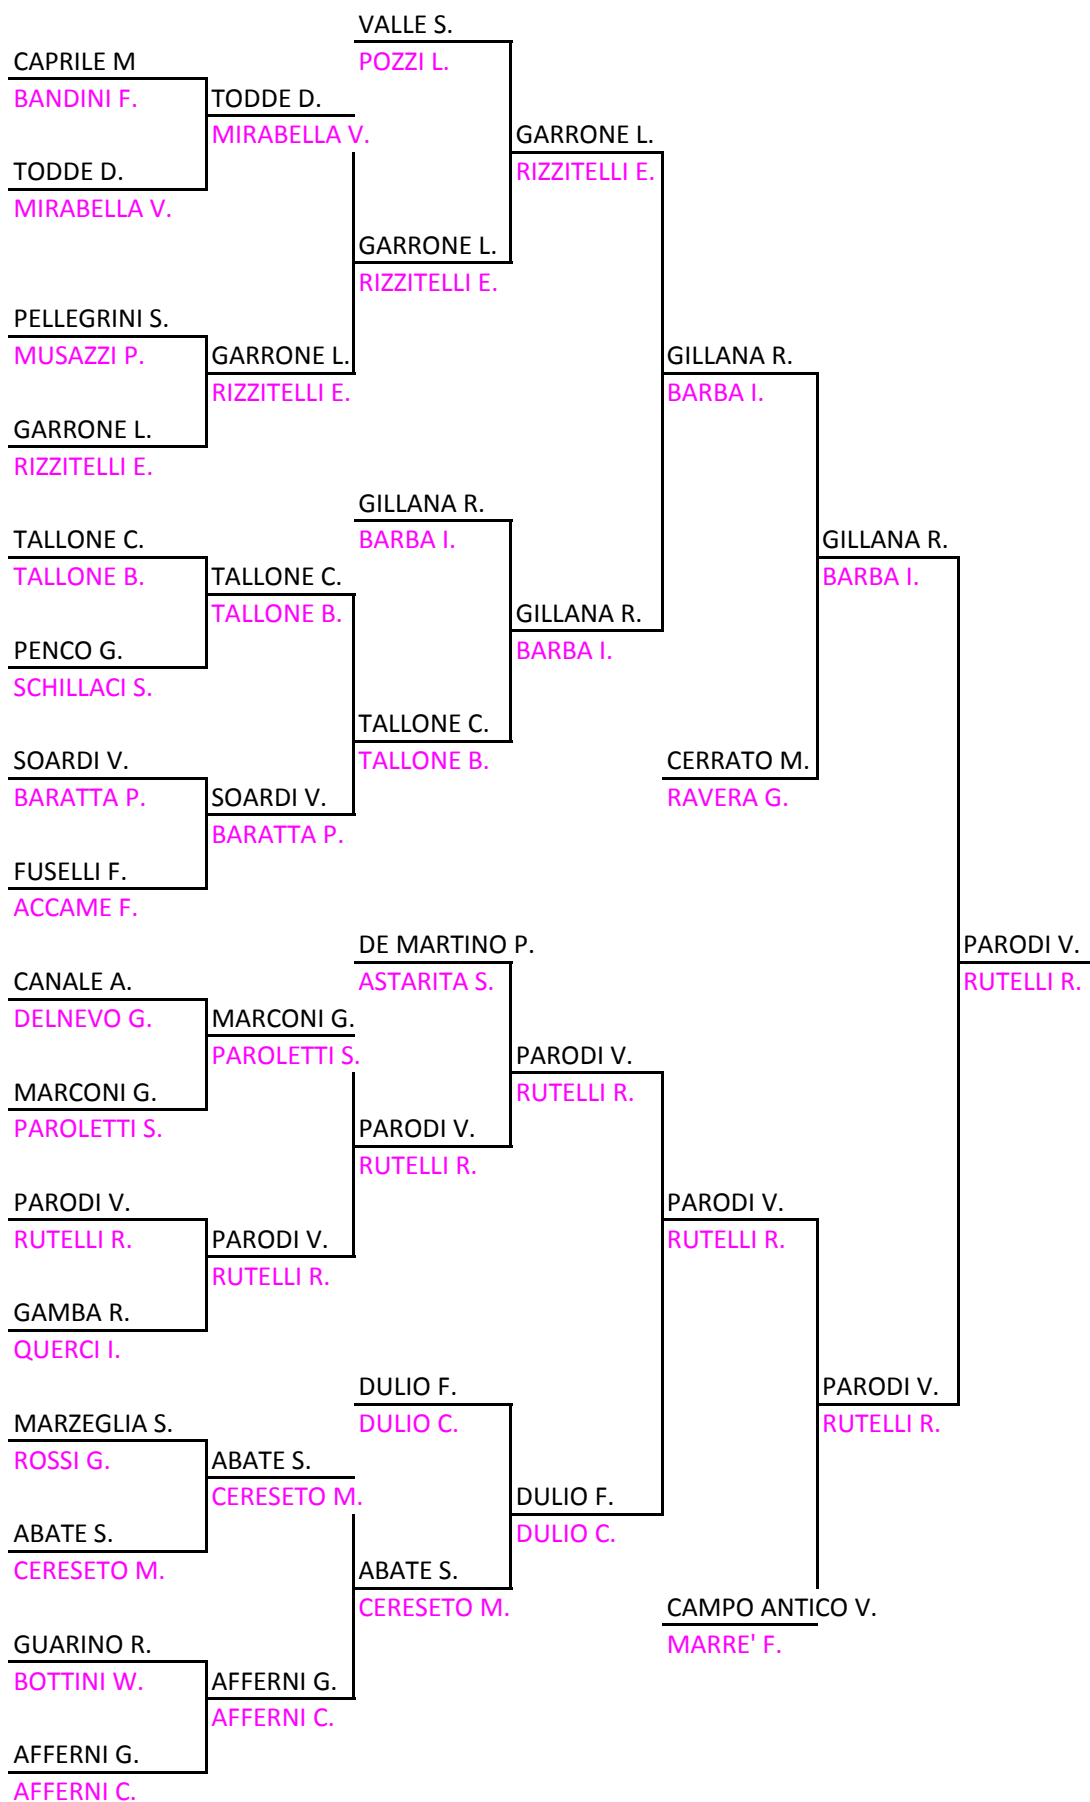 VALLE S.
POZZI L.
CAPRILE M
BANDINI F.
TODDE D.
MIRABELLA V.
TODDE D.
MIRABELLA V.
GARRONE L.
RIZZITELLI E.
GARRONE L.
RIZZITELLI E.
PELLEGRINI S.
MUSAZZI P.
GARRONE L.
RIZZITELLI E.
GARRONE L.
RIZZITELLI E.
GILLANA R.
BARBA I.
GILLANA R.
BARBA I.
TALLONE C.
TALLONE B.
TALLONE C.
TALLONE B.
GILLANA R.
BARBA I.
GILLANA R.
BARBA I.
PENCO G.
SCHILLACI S.
TALLONE C.
TALLONE B.
SOARDI V.
BARATTA P.
SOARDI V.
BARATTA P.
CERRATO M.
RAVERA G.
FUSELLI F.
ACCAME F.
DE MARTINO P.
ASTARITA S.
PARODI V.
RUTELLI R.
CANALE A.
DELNEVO G.
MARCONI G.
PAROLETTI S.
PARODI V.
RUTELLI R.
MARCONI G.
PAROLETTI S.
PARODI V.
RUTELLI R.
PARODI V.
RUTELLI R.
PARODI V.
RUTELLI R.
PARODI V.
RUTELLI R.
GAMBA R.
QUERCI I.
DULIO F.
DULIO C.
PARODI V.
RUTELLI R.
MARZEGLIA S.
ROSSI G.
ABATE S.
CERESETO M.
DULIO F.
DULIO C.
ABATE S.
CERESETO M.
ABATE S.
CERESETO M.
CAMPO ANTICO V.
MARRE' F.
GUARINO R.
BOTTINI W.
AFFERNI G.
AFFERNI C.
AFFERNI G.
AFFERNI C.